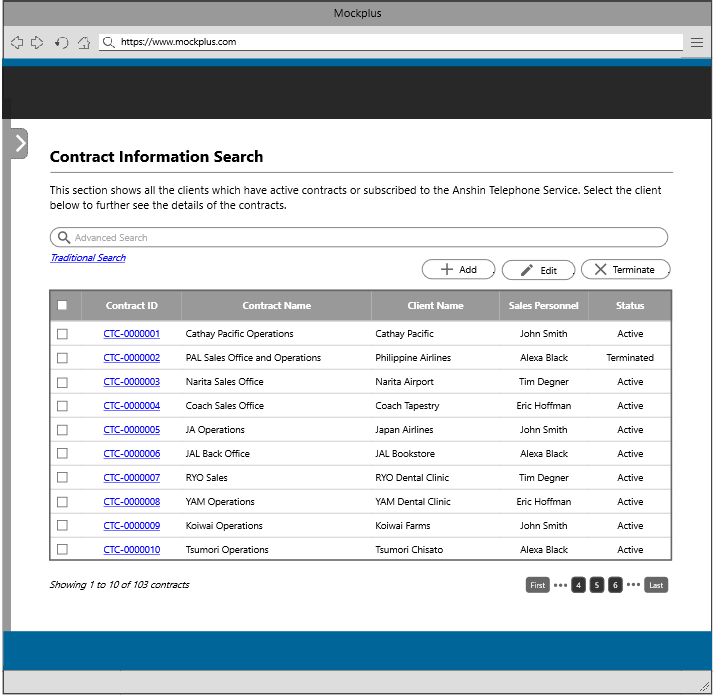 Mockplus
https://www.mockplus.com
Contract Information Search
This section shows all the clients which have active contracts or subscribed to the Anshin Telephone Service. Select the client
below to further see the details of the contracts.
Advanced Search
Traditional Search
Add Edit Terminate
Contract ID Contract Name Client Name Sales Personnel Status
CTC-0000001 Cathay Pacific Operations Cathay Pacific John Smith Active
CTC-0000002 PAL Sales Office and Operations Philippine Airlines Alexa Black Terminated
CTC-0000003 Narita Sales Office Narita Airport Tim Degner Active
CTC-0000004 Coach Sales Office Coach Tapestry Eric Hoffman Active
CTC-0000005 JA Operations Japan Airlines John Smith Active
CTC-0000006 JAL Back Office JAL Bookstore Alexa Black Active
CTC-0000007 RYO Sales RYO Dental Clinic Tim Degner Active
CTC-0000008 YAM Operations YAM Dental Clinic Eric Hoffman Active
CTC-0000009 Koiwai Operations Koiwai Farms John Smith Active
CTC-0000010 Tsumori Operations Tsumori Chisato Alexa Black Active
Showing 1 to 10 of 103 contracts First ••• 4 5 6 ••• Last